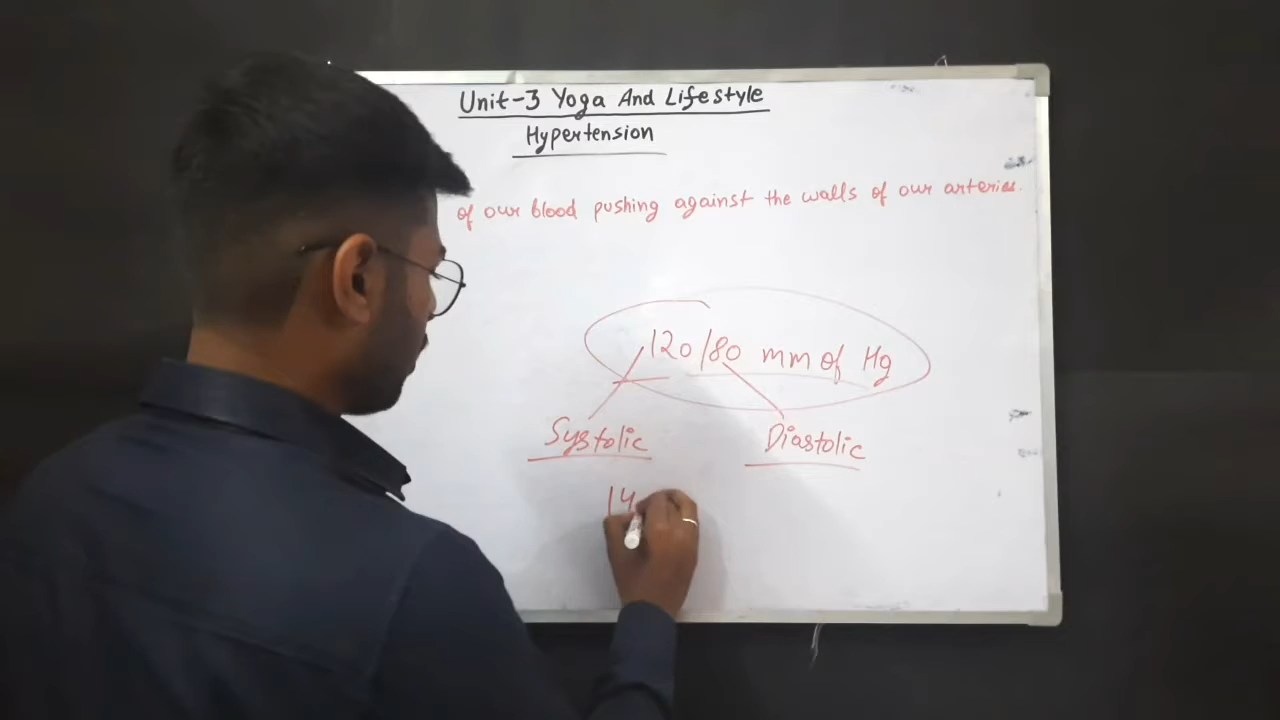 Unit-3 Yoga And Lifestyle
Hypertension
of our blood pushing against the walls of our arteries.
120/80 mm of Hg
Systolic Diastolic
14